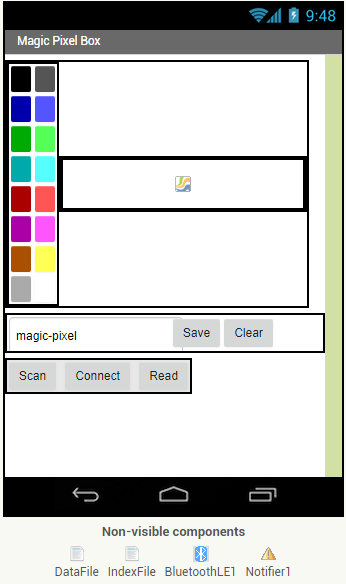 9:48
Magic Pixel Box
magic-pixel Save Clear
Scan Connect Read
Non-visible components
DataFile IndexFile BluetoothLE1 Notifier1